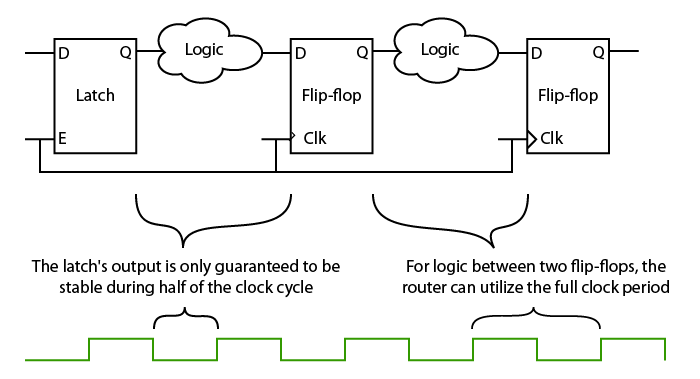 D Q Logic D Q Logic D Q
Latch Flip-flop Flip-flop
E Clk Clk
The latch's output is only guaranteed to be
stable during half of the clock cycle
For logic between two flip-flops, the
router can utilize the full clock period